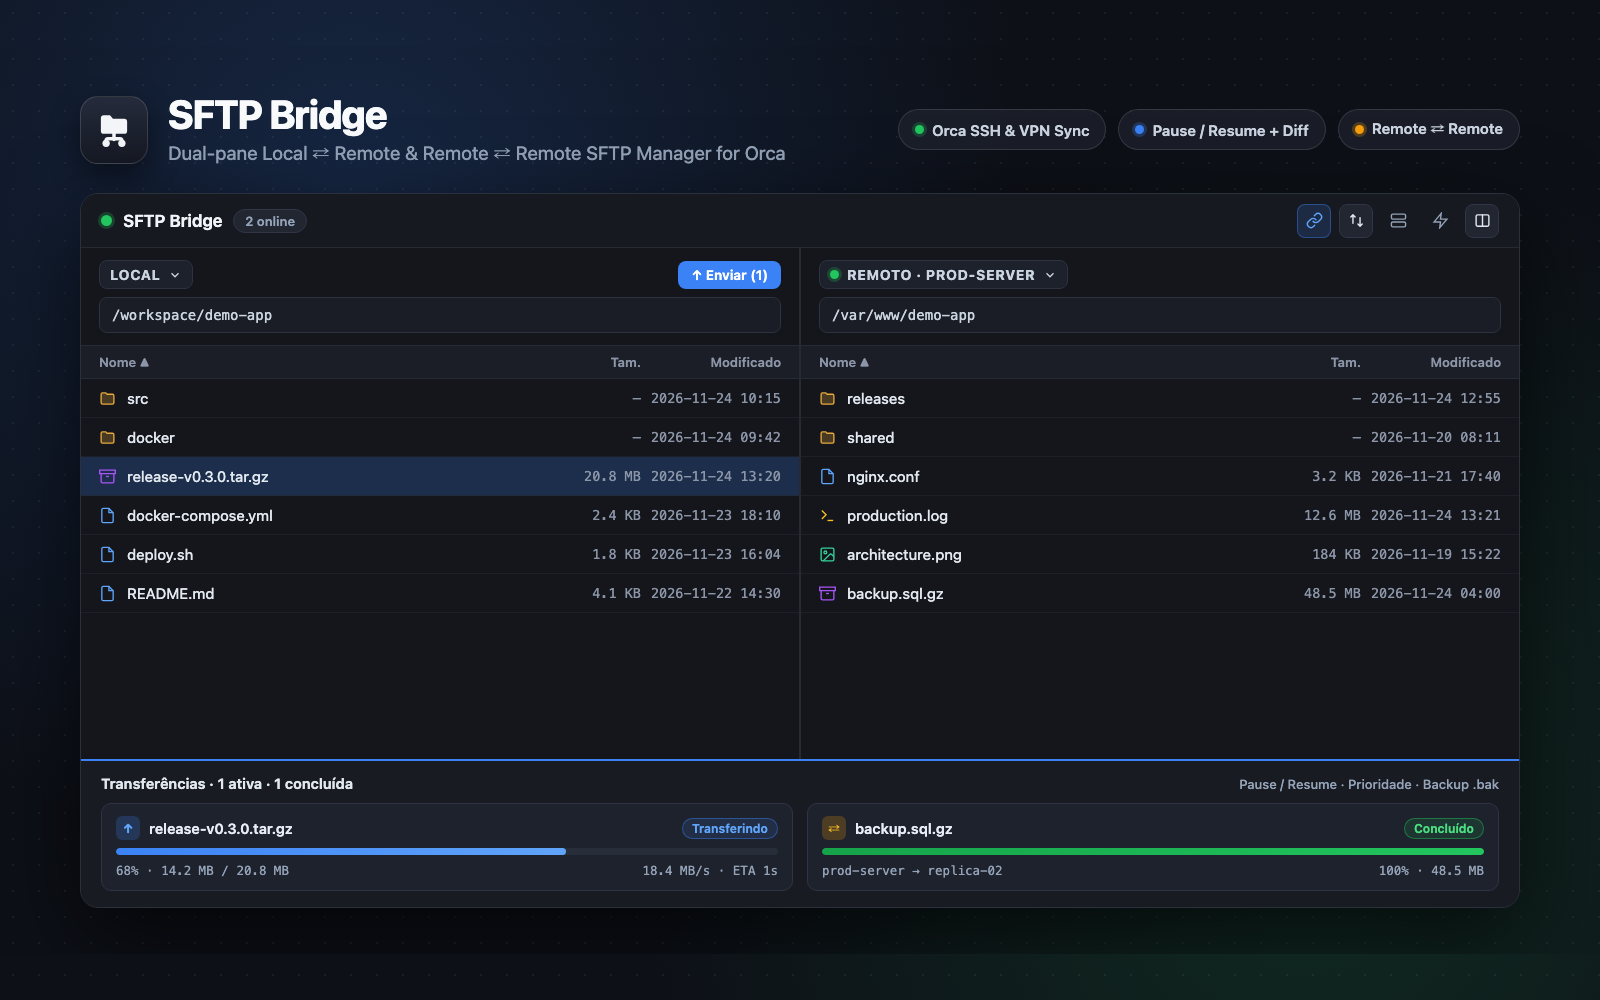 SFTP Bridge
Dual-pane Local ⇄ Remote & Remote ⇄ Remote SFTP Manager for Orca
Orca SSH & VPN Sync
Pause / Resume + Diff
Remote ⇄ Remote
SFTP Bridge
2 online
LOCAL
↑ Enviar (1)
/workspace/demo-app
Nome ▲ Tam. Modificado
src — 2026-11-24 10:15
docker — 2026-11-24 09:42
release-v0.3.0.tar.gz 20.8 MB 2026-11-24 13:20
docker-compose.yml 2.4 KB 2026-11-23 18:10
deploy.sh 1.8 KB 2026-11-23 16:04
README.md 4.1 KB 2026-11-22 14:30
REMOTO · PROD-SERVER
/var/www/demo-app
Nome ▲ Tam. Modificado
releases — 2026-11-24 12:55
shared — 2026-11-20 08:11
nginx.conf 3.2 KB 2026-11-21 17:40
production.log 12.6 MB 2026-11-24 13:21
architecture.png 184 KB 2026-11-19 15:22
backup.sql.gz 48.5 MB 2026-11-24 04:00
Transferências · 1 ativa · 1 concluída
Pause / Resume · Prioridade · Backup .bak
release-v0.3.0.tar.gz
Transferindo
68% · 14.2 MB / 20.8 MB
18.4 MB/s · ETA 1s
backup.sql.gz
Concluído
prod-server → replica-02
100% · 48.5 MB